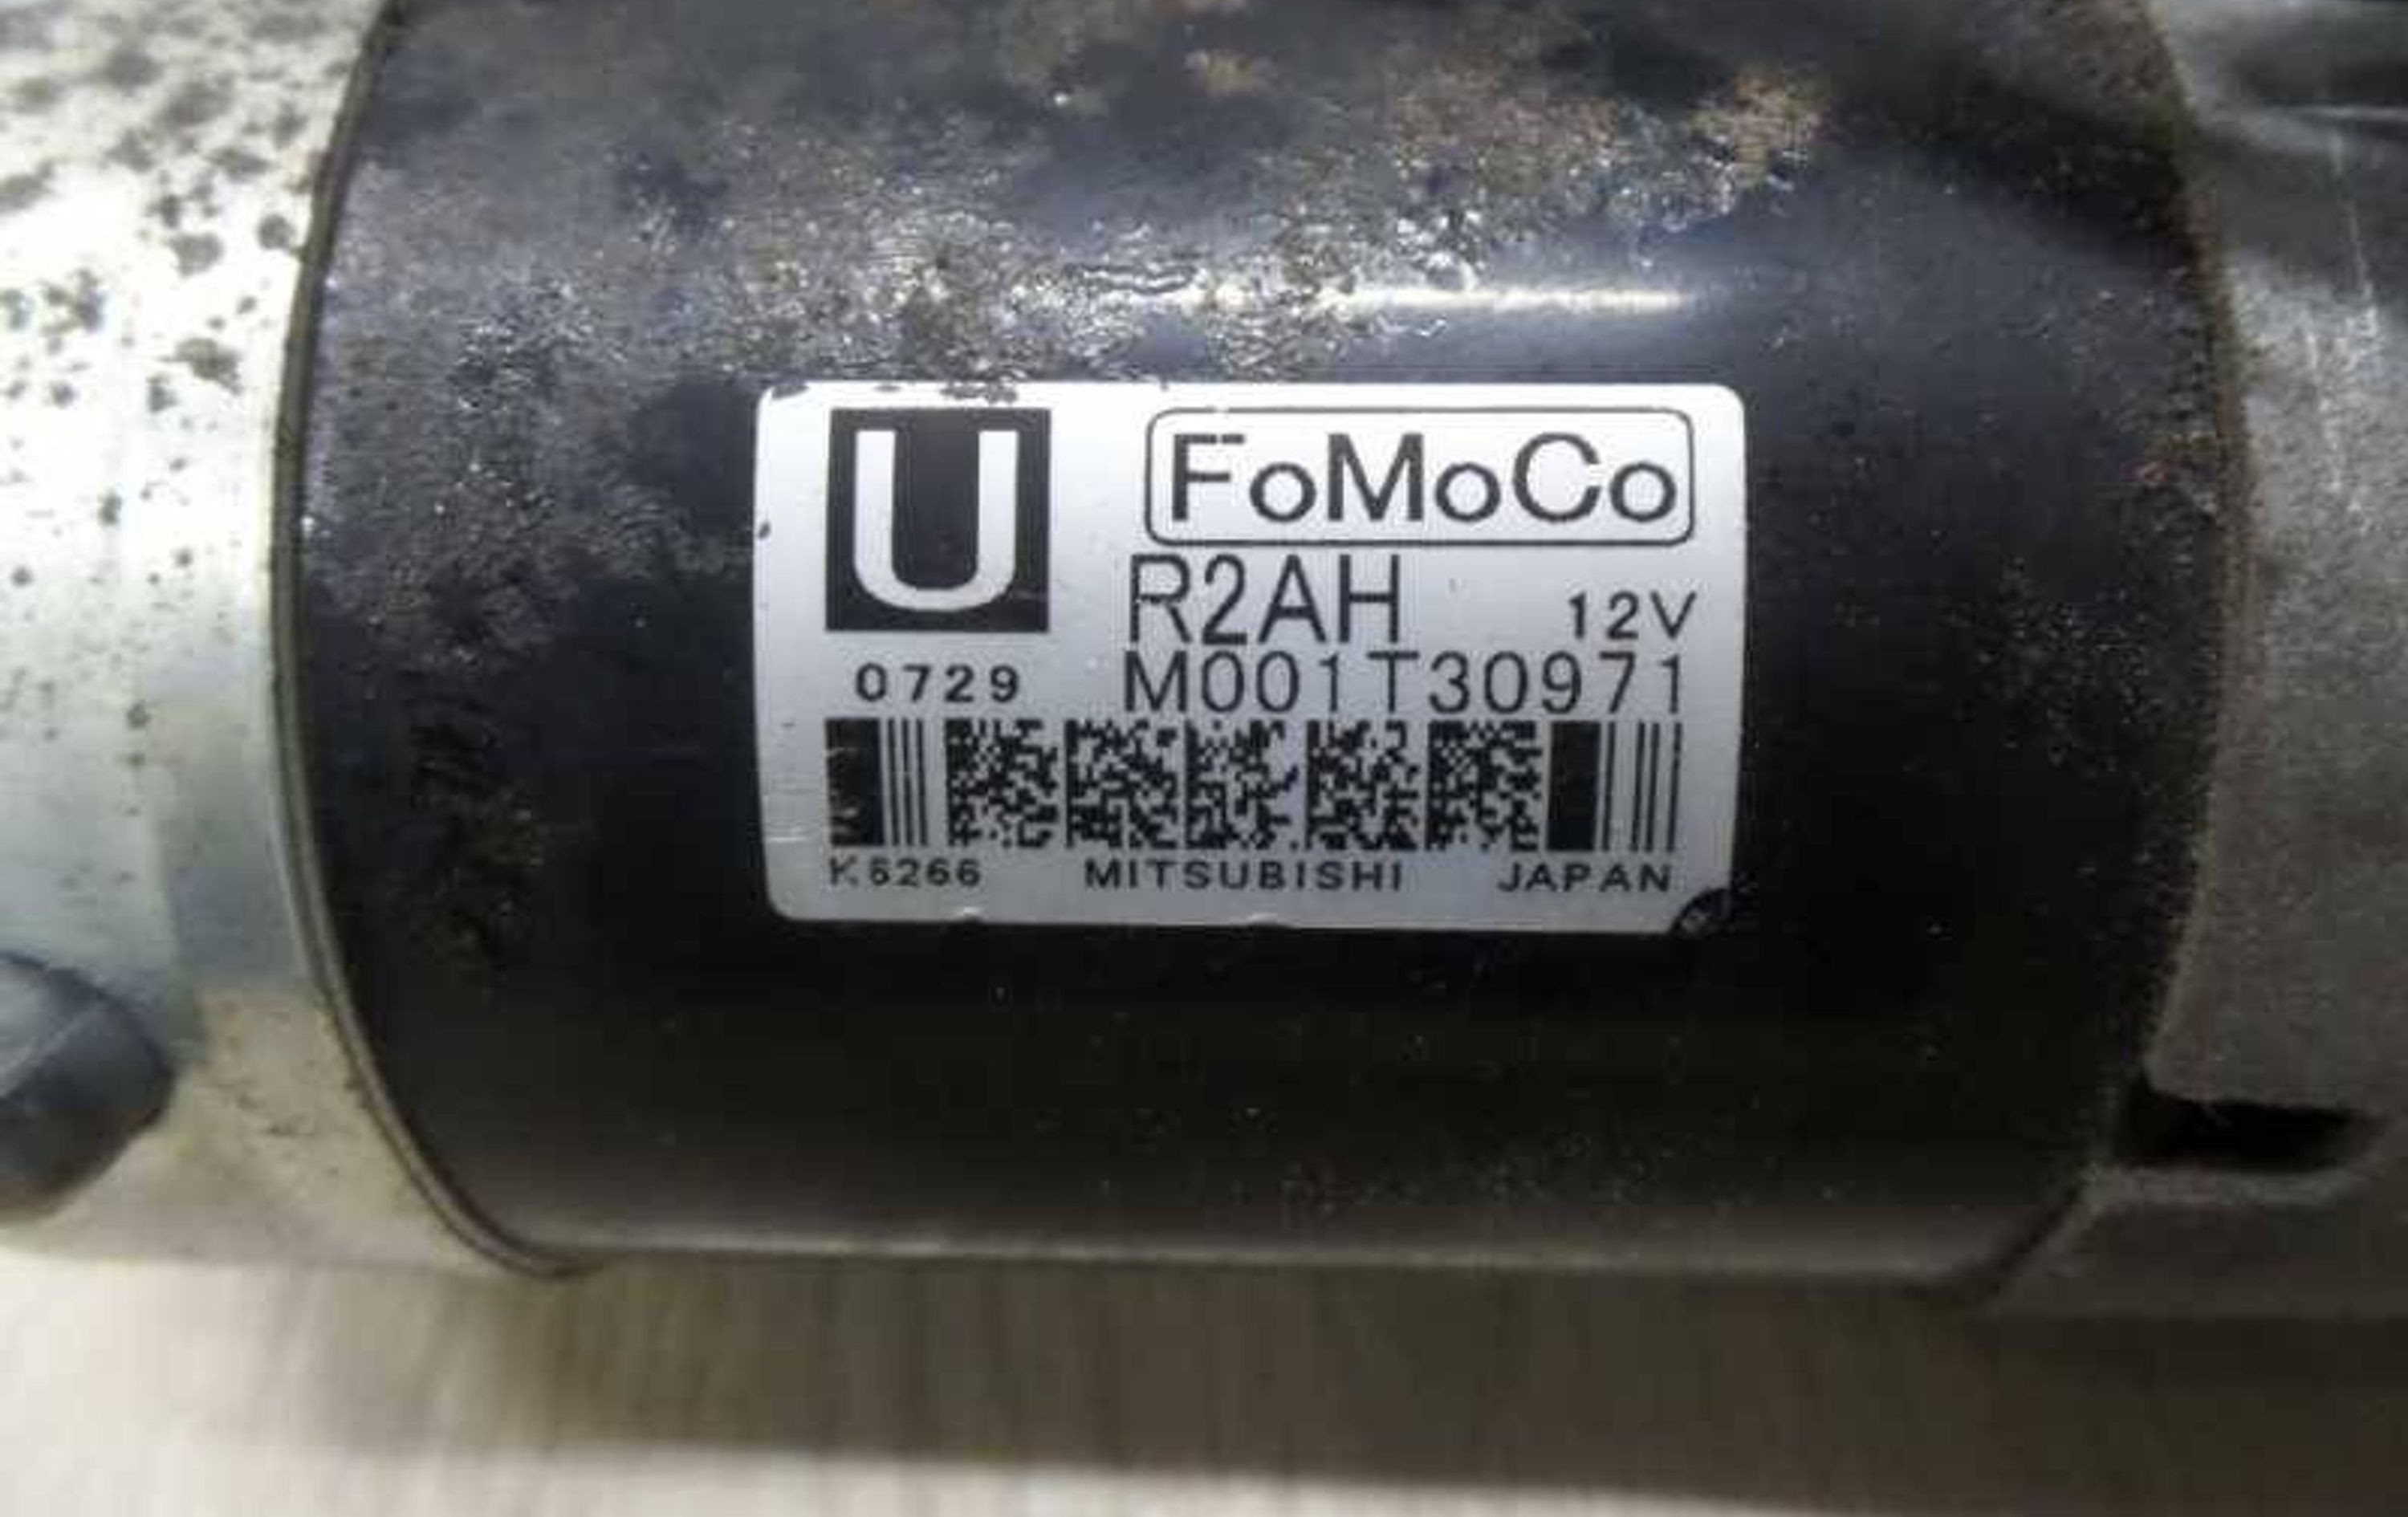 U FoMoCo
R2AH 12V
0729 M001T30971
K5266 MITSUBISHI JAPAN